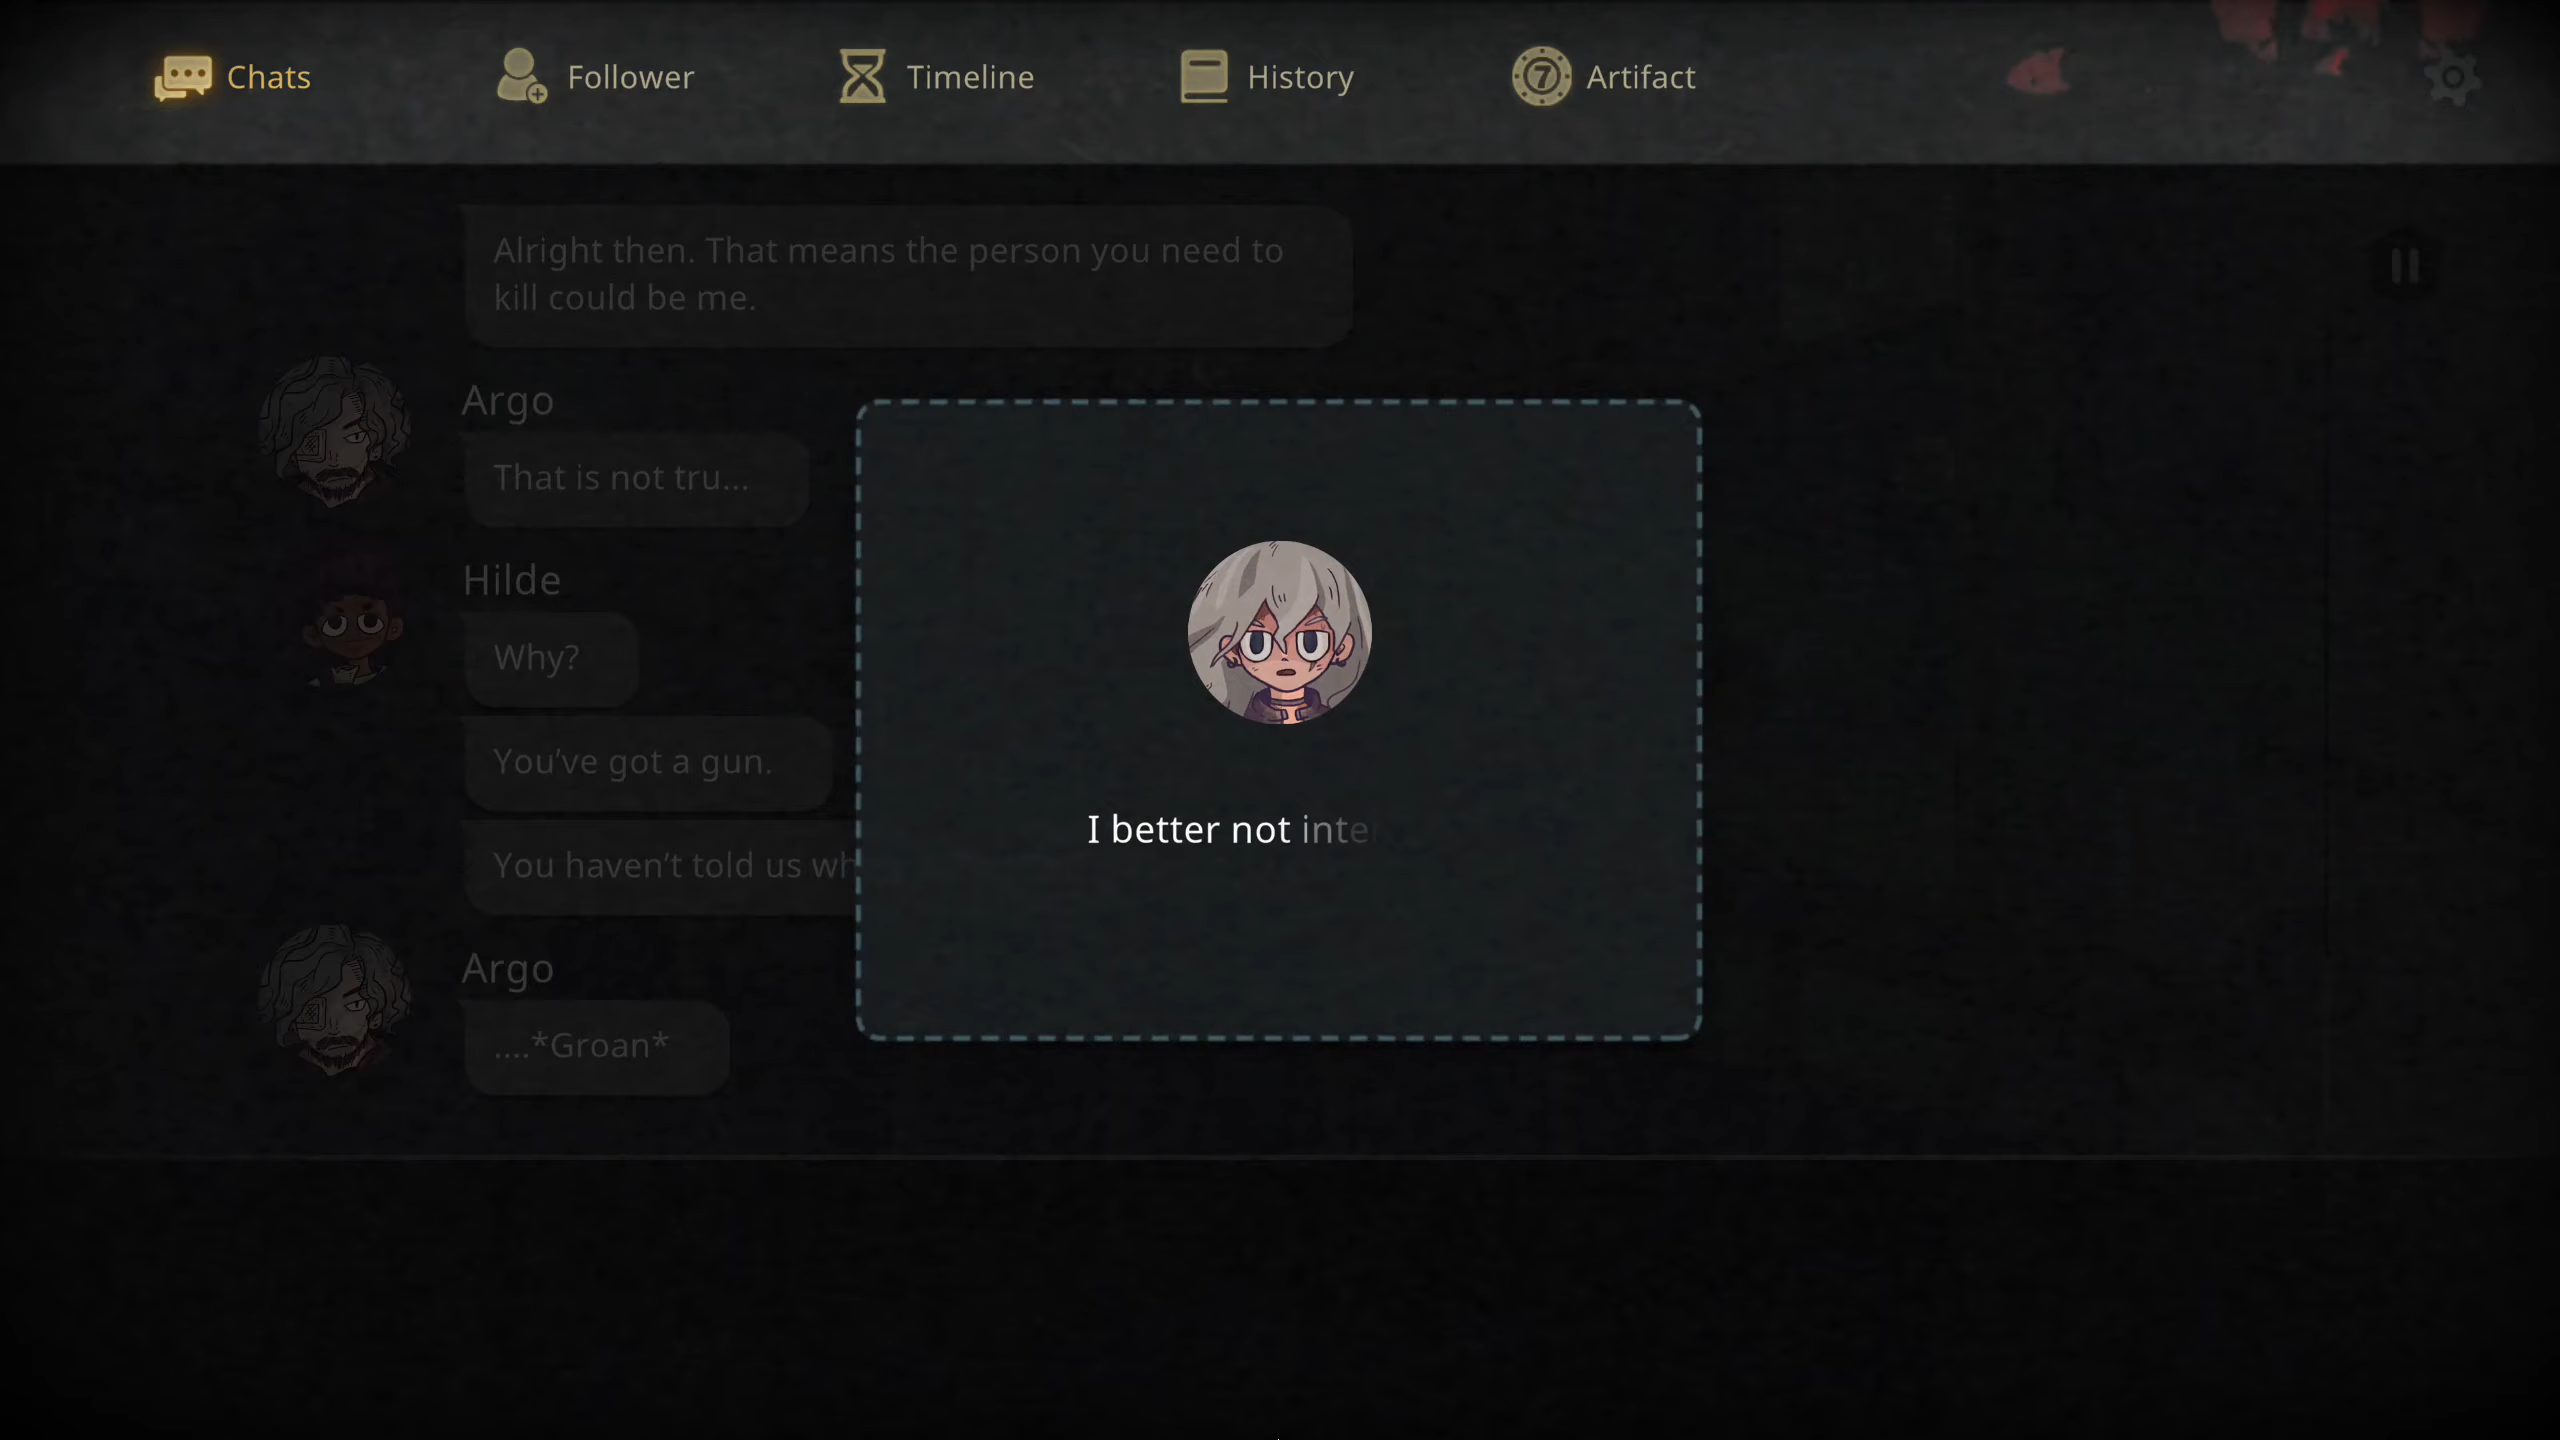 Chats
Follower
Timeline
History
7
Artifact
Alright then. That means the person you need to
kill could be me.
Argo
That is not tru...
Hilde
Why?
You’ve got a gun.
You haven’t told us wh
Argo
....*Groan*
I better not inte